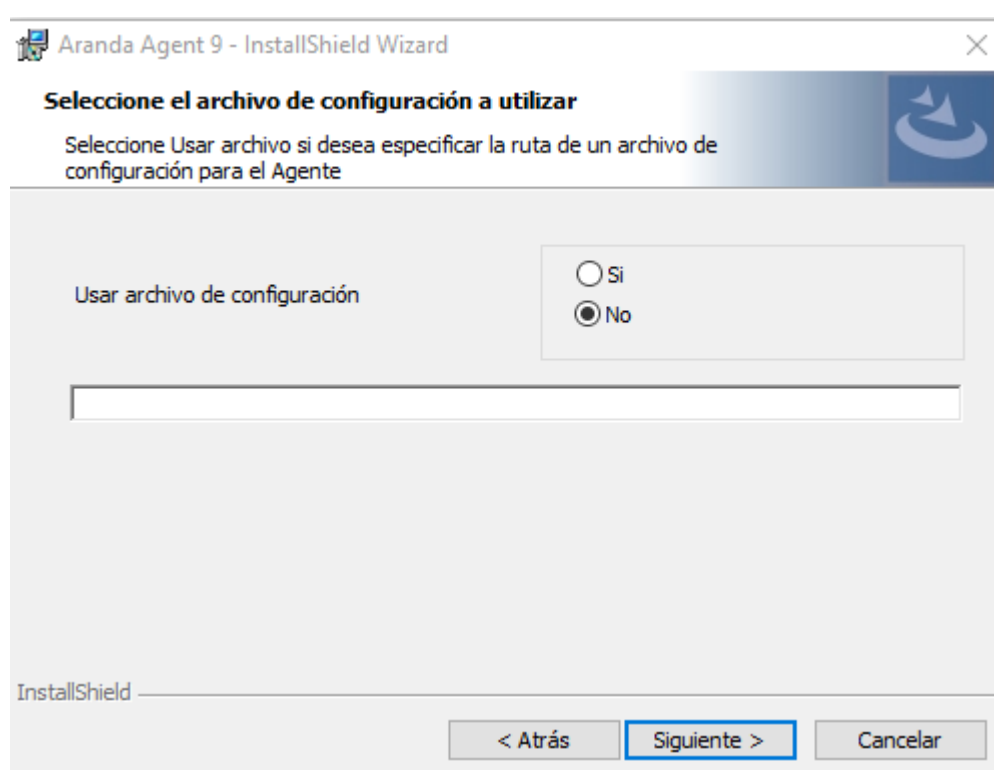 Aranda Agent 9 - InstallShield Wizard
Seleccione el archivo de configuración a utilizar
Seleccione Usar archivo si desea especificar la ruta de un archivo de
configuración para el Agente
Usar archivo de configuración
Si
No
InstallShield
< Atrás
Siguiente >
Cancelar